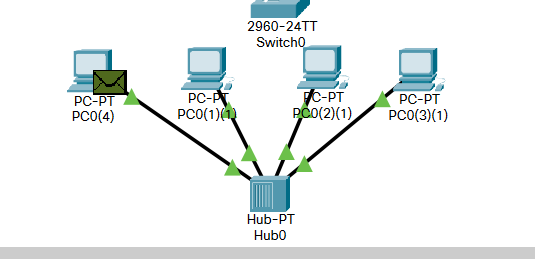 2960-24TT
Switch0
PC-PT
PC0(4)
PC-PT
PC0(1)(1)
PC-PT
PC0(2)(1)
PC-PT
PC0(3)(1)
Hub-PT
Hub0